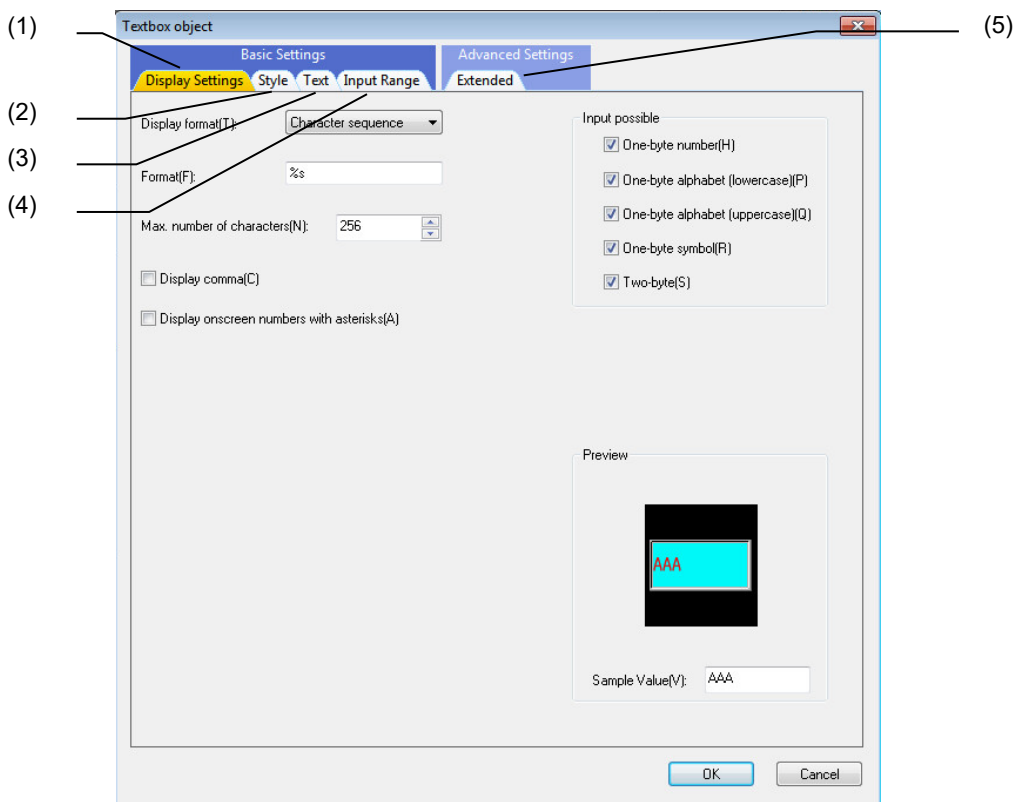 (1)
(5)
Textbox object
Basic Settings
Advanced Settings
Display Settings Style Text Input Range Extended
(2)
Display format(T): Character sequence
Input possible
One-byte number(H)
(3)
Format(F): %s
One-byte alphabet (lowercase)(P)
(4)
Max. number of characters(N): 256
One-byte alphabet (uppercase)(Q)
One-byte symbol(R)
Display comma(C)
Two-byte(S)
Display onscreen numbers with asterisks(A)
Preview
AAA
Sample Value(V): AAA
OK Cancel